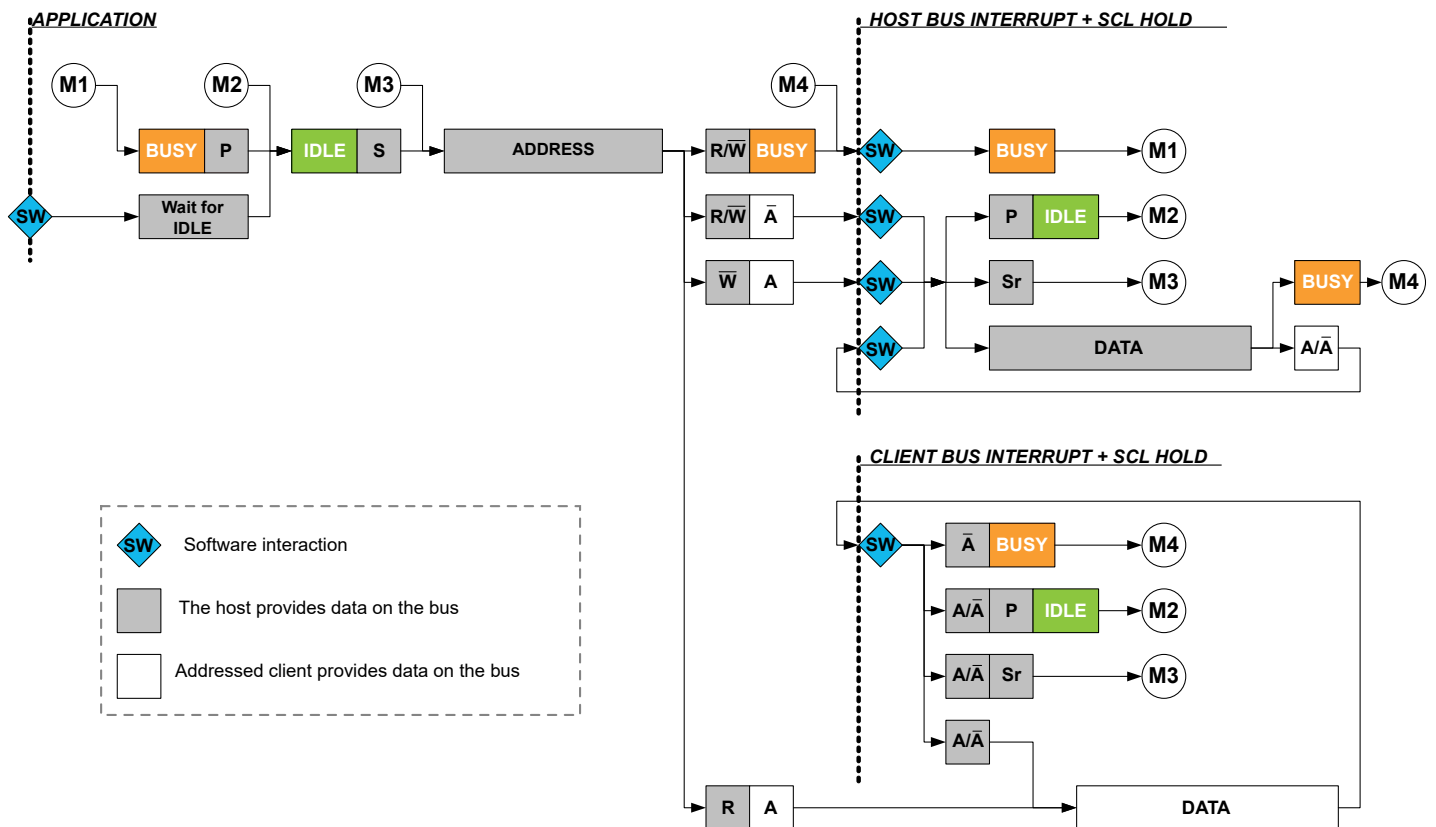 APPLICATION
HOST BUS INTERRUPT + SCL HOLD
M1
M2
M3
M4
BUSY P
IDLE S
ADDRESS
R/W̅ BUSY
SW
BUSY
M1
SW
Wait for
IDLE
R/W̅ A̅
SW
P IDLE
M2
W̅ A
SW
Sr
M3
BUSY
M4
SW
DATA
A/A̅
CLIENT BUS INTERRUPT + SCL HOLD
SW
A̅ BUSY
M4
A/A̅ P IDLE
M2
A/A̅ Sr
M3
A/A̅
R A
DATA
SW Software interaction
The host provides data on the bus
Addressed client provides data on the bus